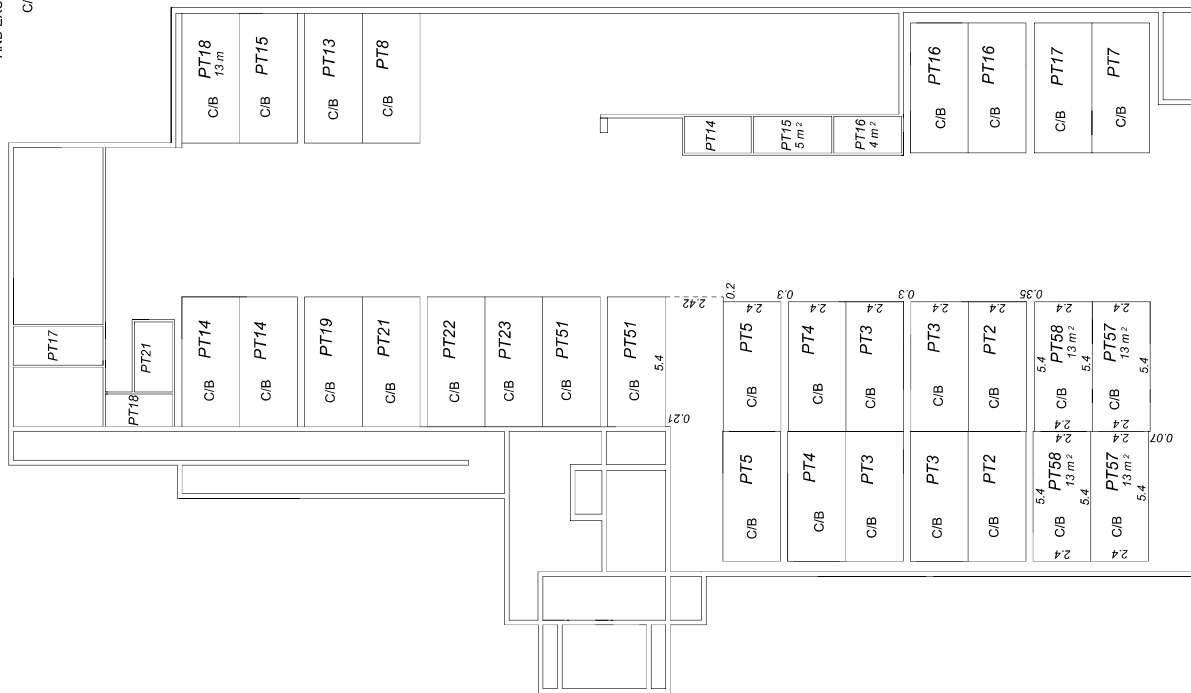 AND EXC
C/
PT18
13 m
C/B
PT15
C/B
PT13
C/B
PT8
C/B
PT16
C/B
PT16
C/B
PT17
C/B
PT7
C/B
PT14
PT15
5 m²
PT16
4 m²
PT17
PT21
PT18
PT14
C/B
PT14
C/B
PT19
C/B
PT21
C/B
PT22
C/B
PT23
C/B
PT51
C/B
PT51
C/B
5.4
0.21
2.42
0.2
2.4
0.3
2.4
2.4
0.3
2.4
2.4
0.35
2.4
2.4
PT5
C/B
PT4
C/B
PT3
C/B
PT3
C/B
PT2
C/B
5.4
PT58
13 m²
5.4
C/B
2.4
PT57
13 m²
5.4
C/B
2.4
0.07
PT5
C/B
PT4
C/B
PT3
C/B
PT3
C/B
PT2
C/B
2.4
5.4
PT58
13 m²
5.4
C/B
2.4
2.4
PT57
13 m²
5.4
C/B
2.4